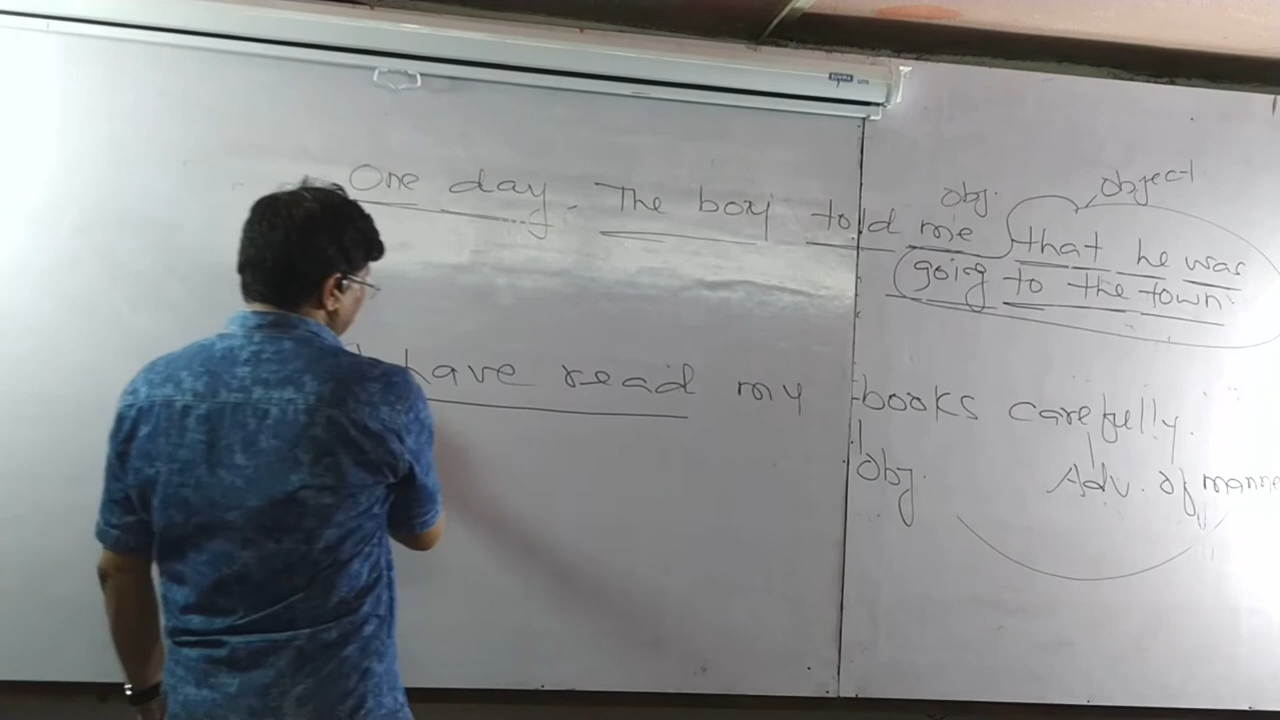 obj. object
One day. The boy told me that he was
going to the town.
have read my books carefully.
obj. Adv. of